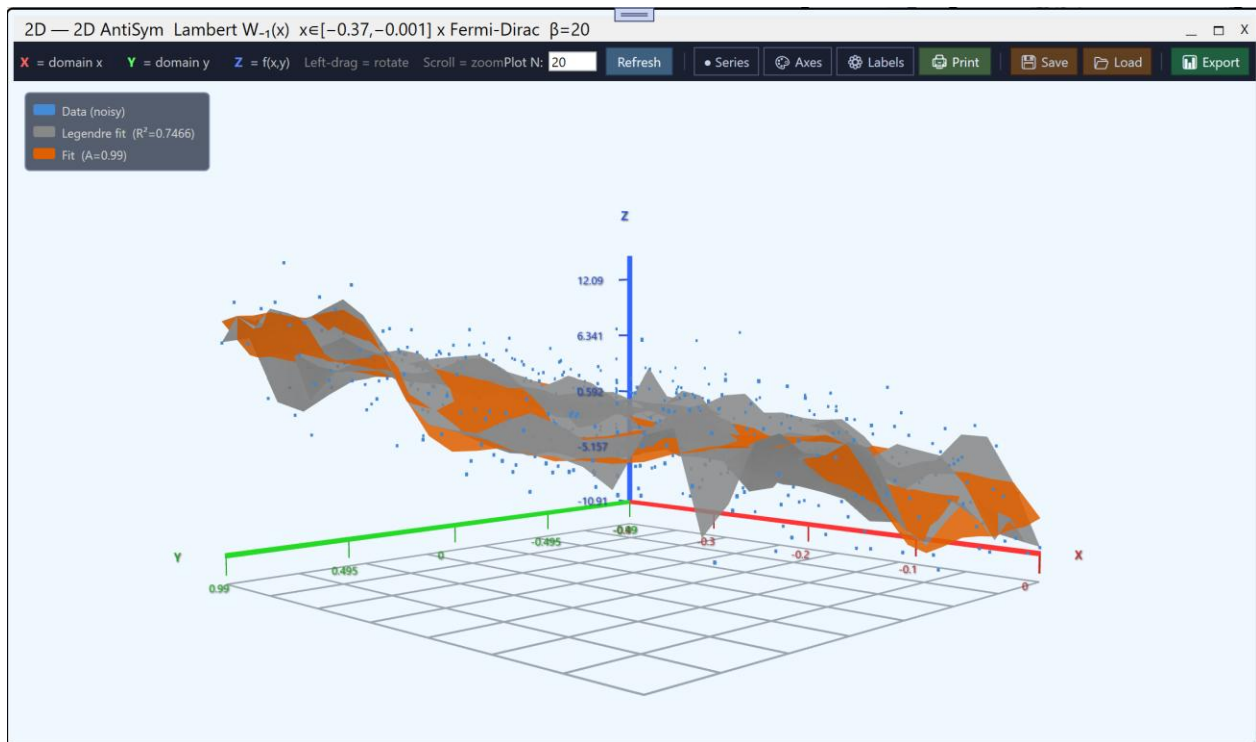 2D — 2D AntiSym Lambert W₋₁(x) x∈[−0.37,−0.001] x Fermi-Dirac β=20
X = domain x Y = domain y Z = f(x,y) Left-drag = rotate Scroll = zoomPlot N: 20 Refresh • Series Axes Labels Print Save Load Export
Data (noisy)
Legendre fit (R²=0.7466)
Fit (A=0.99)
Z
12.09
6.341
0.592
-5.157
-10.91
Y
0.99
0.495
-0
-0.495
-0.3
-0.2
-0.1
0
X